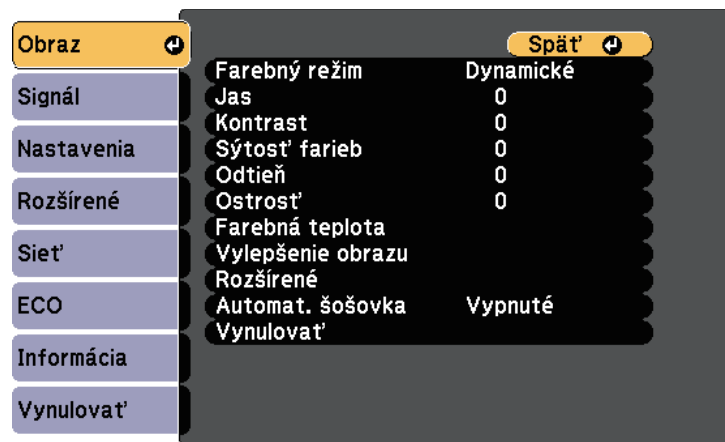 Obraz
Signál
Nastavenia
Rozšírené
Sieť
ECO
Informácia
Vynulovať
Späť
Farebný režim Dynamické
Jas 0
Kontrast 0
Sýtosť farieb 0
Odtieň 0
Ostrosť 0
Farebná teplota
Vylepšenie obrazu
Rozšírené
Automat. šošovka Vypnuté
Vynulovať